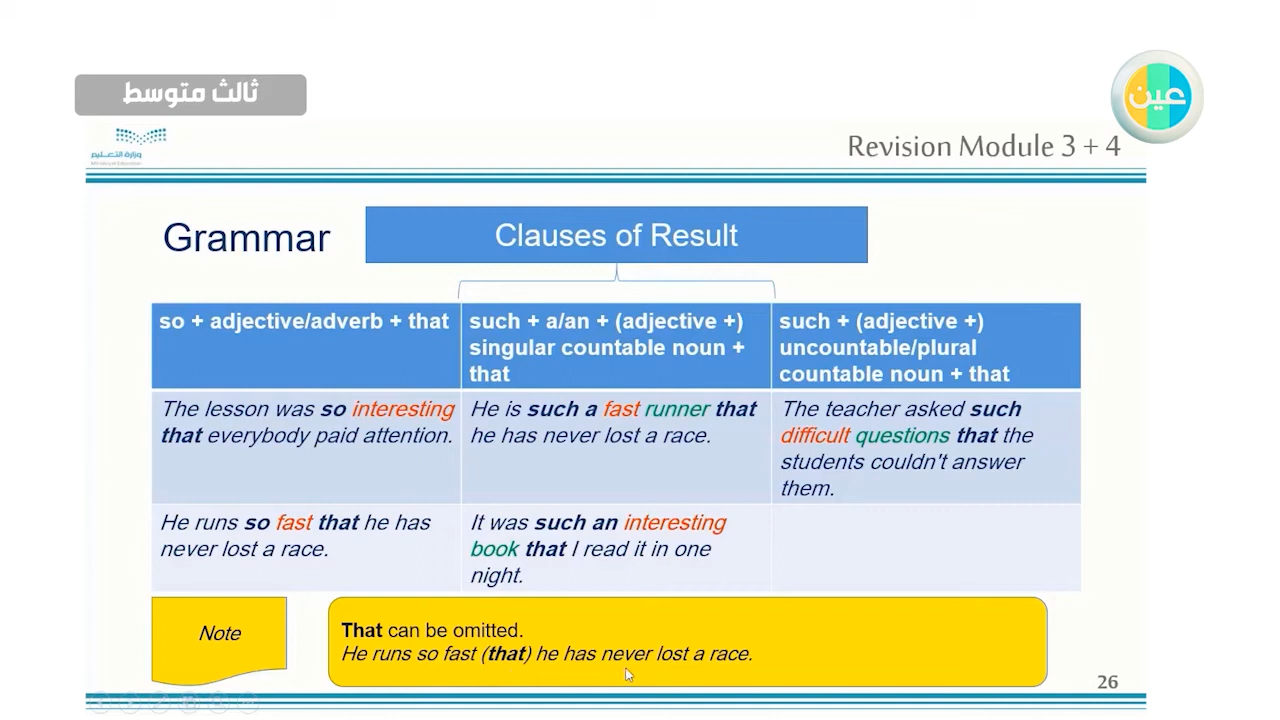 ثالث متوسط
عين
وزارة التعليم
Ministry of Education
Revision Module 3 + 4
Grammar
Clauses of Result
so + adjective/adverb + that
such + a/an + (adjective +)
singular countable noun +
that
such + (adjective +)
uncountable/plural
countable noun + that
The lesson was so interesting
that everybody paid attention.
He is such a fast runner that
he has never lost a race.
The teacher asked such
difficult questions that the
students couldn't answer
them.
He runs so fast that he has
never lost a race.
It was such an interesting
book that I read it in one
night.
Note
That can be omitted.
He runs so fast (that) he has never lost a race.
26